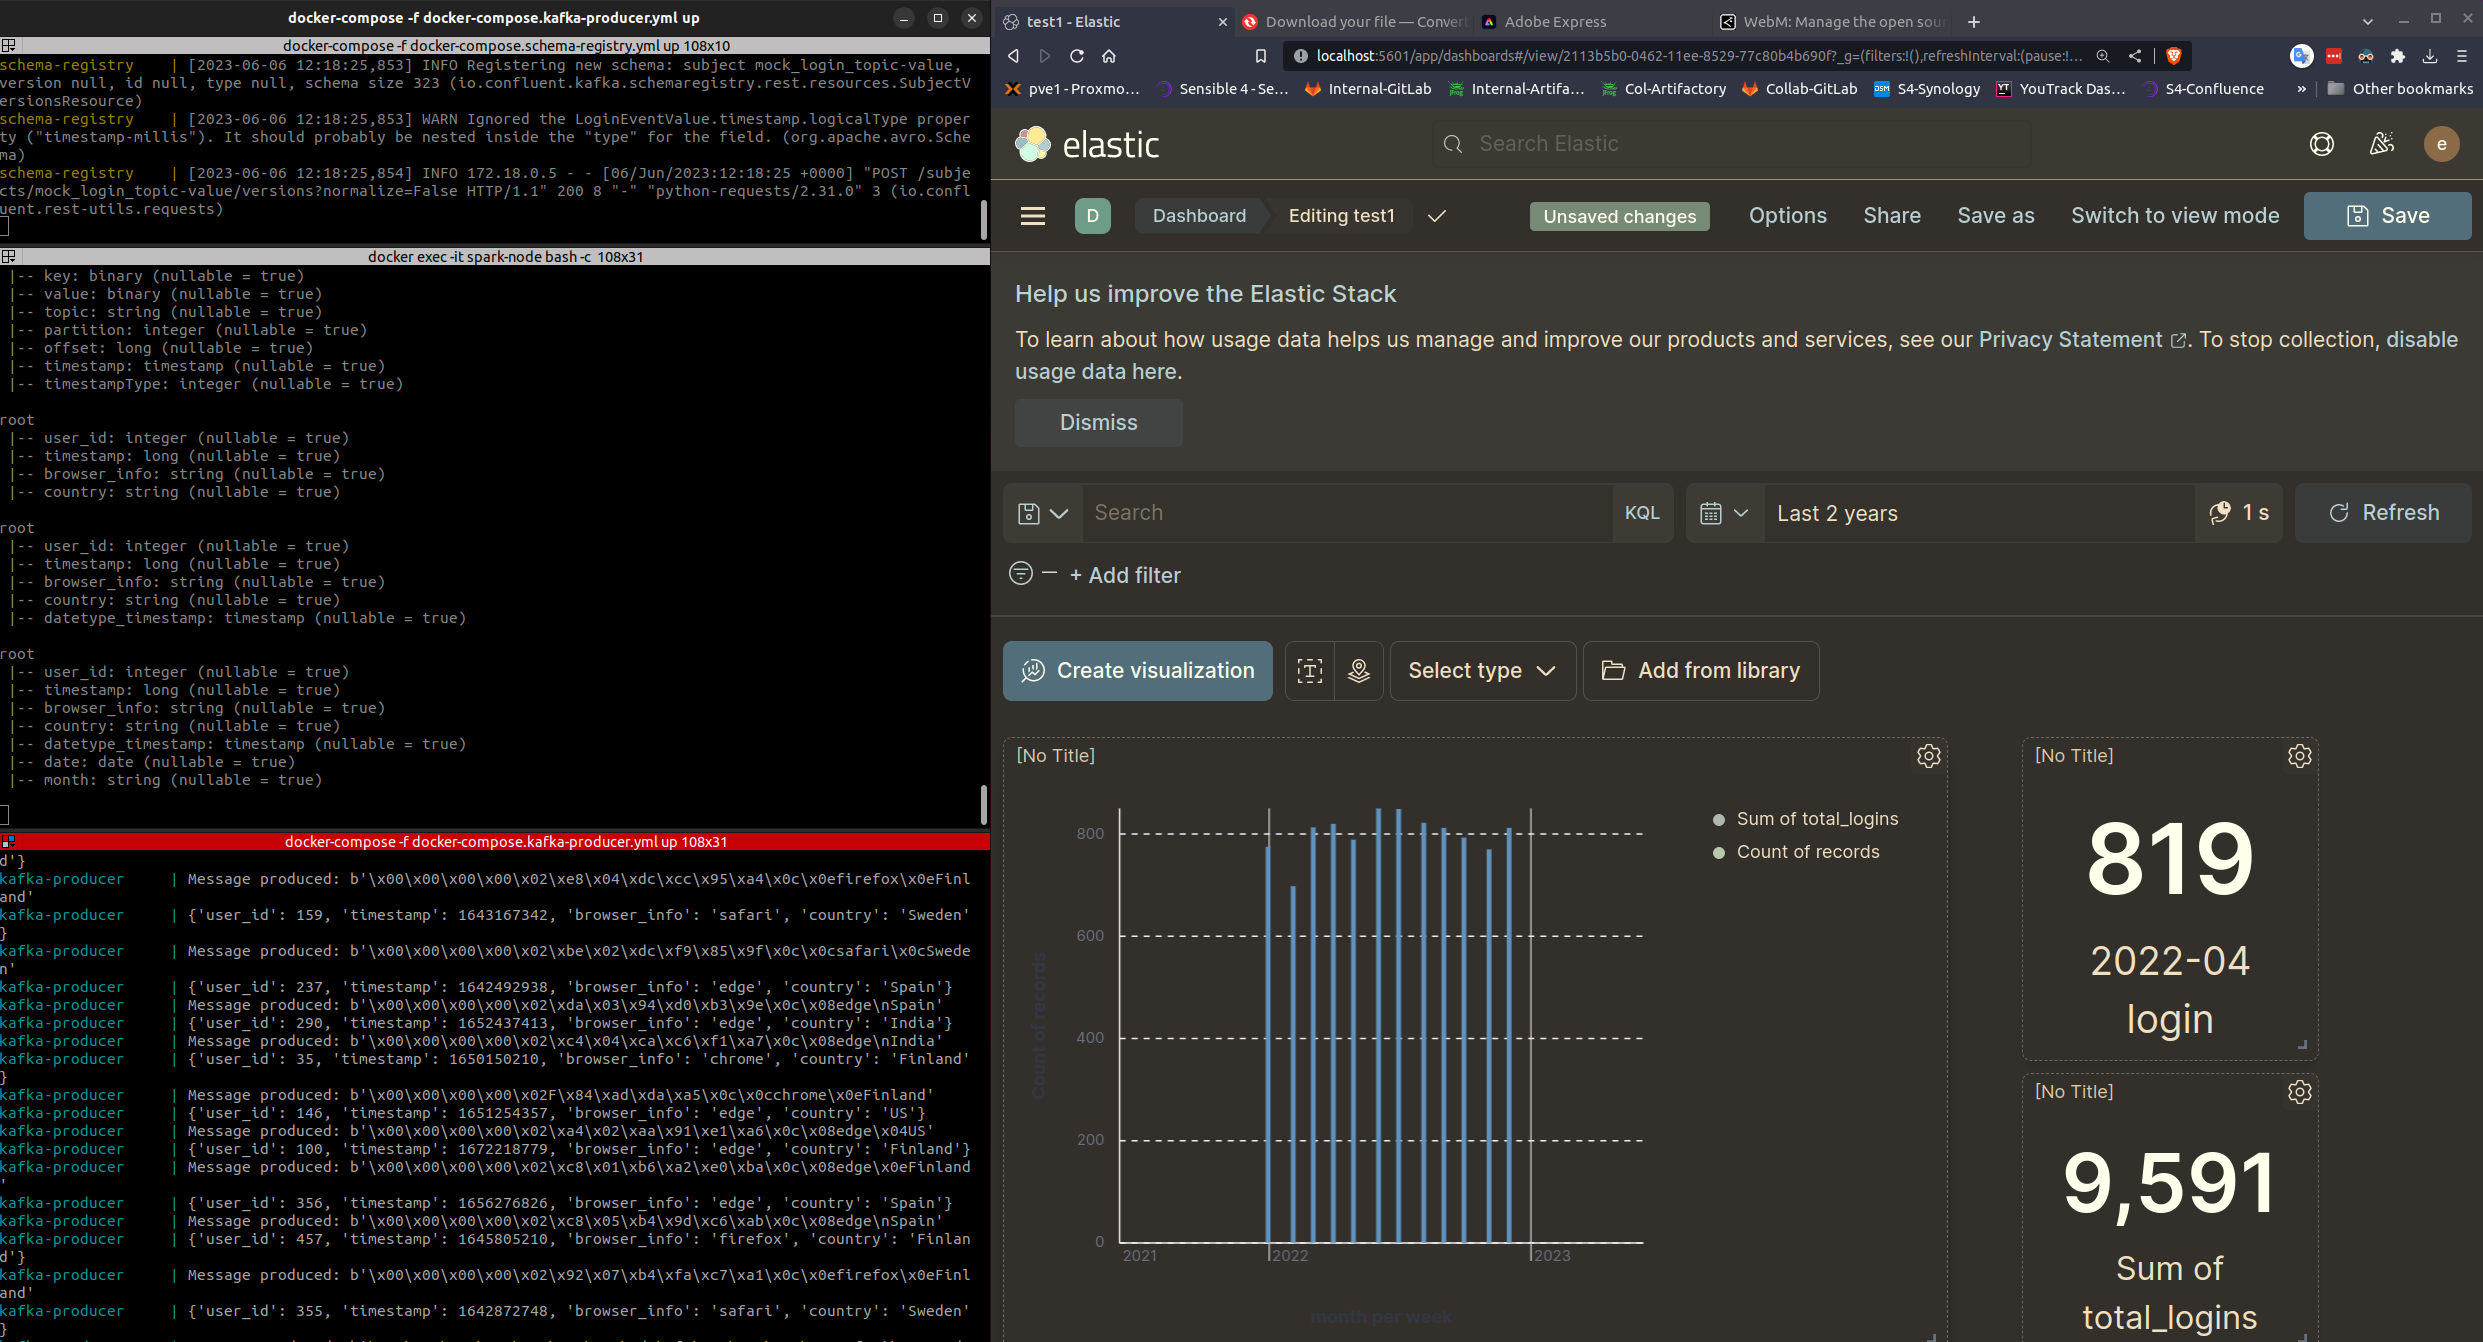 docker-compose -f docker-compose.kafka-producer.yml up
docker-compose -f docker-compose.schema-registry.yml up 108x10
schema-registry    | [2023-06-06 12:18:25,853] INFO Registering new schema: subject mock_login_topic-value,
version null, id null, type null, schema size 323 (io.confluent.kafka.schemaregistry.rest.resources.SubjectV
ersionsResource)
schema-registry    | [2023-06-06 12:18:25,853] WARN Ignored the LoginEventValue.timestamp.logicalType proper
ty ("timestamp-millis"). It should probably be nested inside the "type" for the field. (org.apache.avro.Sche
ma)
schema-registry    | [2023-06-06 12:18:25,854] INFO 172.18.0.5 - - [06/Jun/2023:12:18:25 +0000] "POST /subje
cts/mock_login_topic-value/versions?normalize=False HTTP/1.1" 200 8 "-" "python-requests/2.31.0" 3 (io.confl
uent.rest-utils.requests)
docker exec -it spark-node bash -c 108x31
|-- key: binary (nullable = true)
|-- value: binary (nullable = true)
|-- topic: string (nullable = true)
|-- partition: integer (nullable = true)
|-- offset: long (nullable = true)
|-- timestamp: timestamp (nullable = true)
|-- timestampType: integer (nullable = true)
root
|-- user_id: integer (nullable = true)
|-- timestamp: long (nullable = true)
|-- browser_info: string (nullable = true)
|-- country: string (nullable = true)
root
|-- user_id: integer (nullable = true)
|-- timestamp: long (nullable = true)
|-- browser_info: string (nullable = true)
|-- country: string (nullable = true)
|-- datetype_timestamp: timestamp (nullable = true)
root
|-- user_id: integer (nullable = true)
|-- timestamp: long (nullable = true)
|-- browser_info: string (nullable = true)
|-- country: string (nullable = true)
|-- datetype_timestamp: timestamp (nullable = true)
|-- date: date (nullable = true)
|-- month: string (nullable = true)
docker-compose -f docker-compose.kafka-producer.yml up 108x31
d'}
kafka-producer     | Message produced: b'\x00\x00\x00\x00\x02\xe8\x04\xdc\xcc\x95\xa4\x0c\x0efirefox\x0eFinl
and'
kafka-producer     | {'user_id': 159, 'timestamp': 1643167342, 'browser_info': 'safari', 'country': 'Sweden'
}
kafka-producer     | Message produced: b'\x00\x00\x00\x00\x02\xbe\x02\xdc\xf9\x85\x9f\x0c\x0csafari\x0cSwede
n'
kafka-producer     | {'user_id': 237, 'timestamp': 1642492938, 'browser_info': 'edge', 'country': 'Spain'}
kafka-producer     | Message produced: b'\x00\x00\x00\x00\x02\xda\x03\x94\xd0\xb3\x9e\x0c\x08edge\nSpain'
kafka-producer     | {'user_id': 290, 'timestamp': 1652437413, 'browser_info': 'edge', 'country': 'India'}
kafka-producer     | Message produced: b'\x00\x00\x00\x00\x02\xc4\x04\xca\xc6\xf1\xa7\x0c\x08edge\nIndia'
kafka-producer     | {'user_id': 35, 'timestamp': 1650150210, 'browser_info': 'chrome', 'country': 'Finland'
}
kafka-producer     | Message produced: b'\x00\x00\x00\x00\x02F\x84\xad\xda\xa5\x0c\x0cchrome\x0eFinland'
kafka-producer     | {'user_id': 146, 'timestamp': 1651254357, 'browser_info': 'edge', 'country': 'US'}
kafka-producer     | Message produced: b'\x00\x00\x00\x00\x02\xa4\x02\xaa\x91\xe1\xa6\x0c\x08edge\x04US'
kafka-producer     | {'user_id': 100, 'timestamp': 1672218779, 'browser_info': 'edge', 'country': 'Finland'}
kafka-producer     | Message produced: b'\x00\x00\x00\x00\x02\xc8\x01\xb6\xa2\xe0\xba\x0c\x08edge\x0eFinland
'
kafka-producer     | {'user_id': 356, 'timestamp': 1656276826, 'browser_info': 'edge', 'country': 'Spain'}
kafka-producer     | Message produced: b'\x00\x00\x00\x00\x02\xc8\x05\xb4\x9d\xc6\xab\x0c\x08edge\nSpain'
kafka-producer     | {'user_id': 457, 'timestamp': 1645805210, 'browser_info': 'firefox', 'country': 'Finlan
d'}
kafka-producer     | Message produced: b'\x00\x00\x00\x00\x02\x92\x07\xb4\xfa\xc7\xa1\x0c\x0efirefox\x0eFinl
and'
kafka-producer     | {'user_id': 355, 'timestamp': 1642872748, 'browser_info': 'safari', 'country': 'Sweden'
}
test1 - Elastic
Download your file — Convert
Adobe Express
WebM: Manage the open sour
localhost:5601/app/dashboards#/view/2113b5b0-0462-11ee-8529-77c80b4b690f?_g=(filters:!(),refreshInterval:(pause:!...
pve1 - Proxmo...
Sensible 4 - Se...
Internal-GitLab
Internal-Artifa...
Col-Artifactory
Collab-GitLab
DSM S4-Synology
YT YouTrack Das...
S4-Confluence
» Other bookmarks
elastic
Search Elastic
e
D
Dashboard
Editing test1
Unsaved changes
Options
Share
Save as
Switch to view mode
Save
Help us improve the Elastic Stack
To learn about how usage data helps us manage and improve our products and services, see our Privacy Statement. To stop collection, disable
usage data here.
Dismiss
Search
KQL
Last 2 years
1 s
Refresh
+ Add filter
Create visualization
Select type
Add from library
[No Title]
Sum of total_logins
Count of records
800
600
400
200
0
Count of records
2021
2022
2023
month per week
[No Title]
819
2022-04
login
[No Title]
9,591
Sum of
total_logins